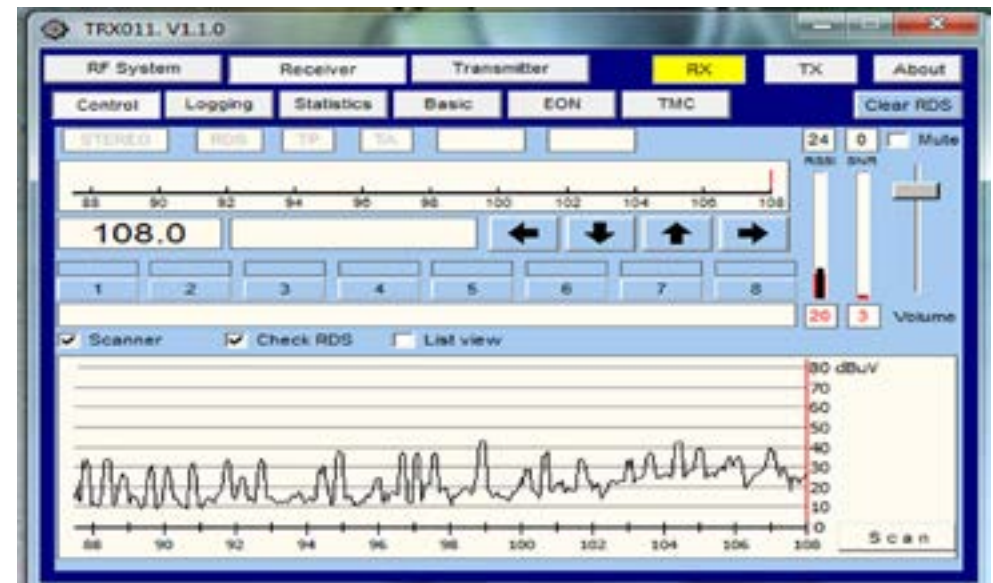 TRX011. V1.1.0
RF System Receiver Transmitter RX TX About
Control Logging Statistics Basic EON TMC Clear RDS
STEREO RDS TP TA 24 0 Mute
RSSI SNR
88 90 92 94 96 98 100 102 104 106 108
108.0
1 2 3 4 5 6 7 8
20 3 Volume
Scanner Check RDS List view
80 dBuV
70
60
50
40
30
20
10
0
88 90 92 94 96 98 100 102 104 106 108
Scan